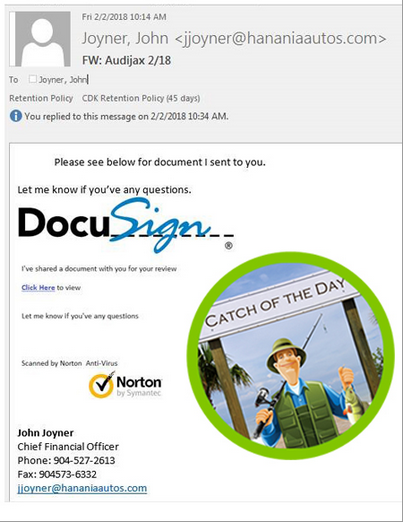 Fri 2/2/2018 10:14 AM
Joyner, John <jjoyner@hananiaautos.com>
FW: Audijax 2/18
To Joyner, John
Retention Policy CDK Retention Policy (45 days)
You replied to this message on 2/2/2018 10:34 AM.
Please see below for document I sent to you.
Let me know if you've any questions.
DocuSign
®
I've shared a document with you for your review
Click Here to view
Let me know if you've any questions
Scanned by Norton Anti-Virus
Norton
by Symantec
CATCH OF THE DAY
John Joyner
Chief Financial Officer
Phone: 904-527-2613
Fax: 904573-6332
jjoyner@hananiaautos.com